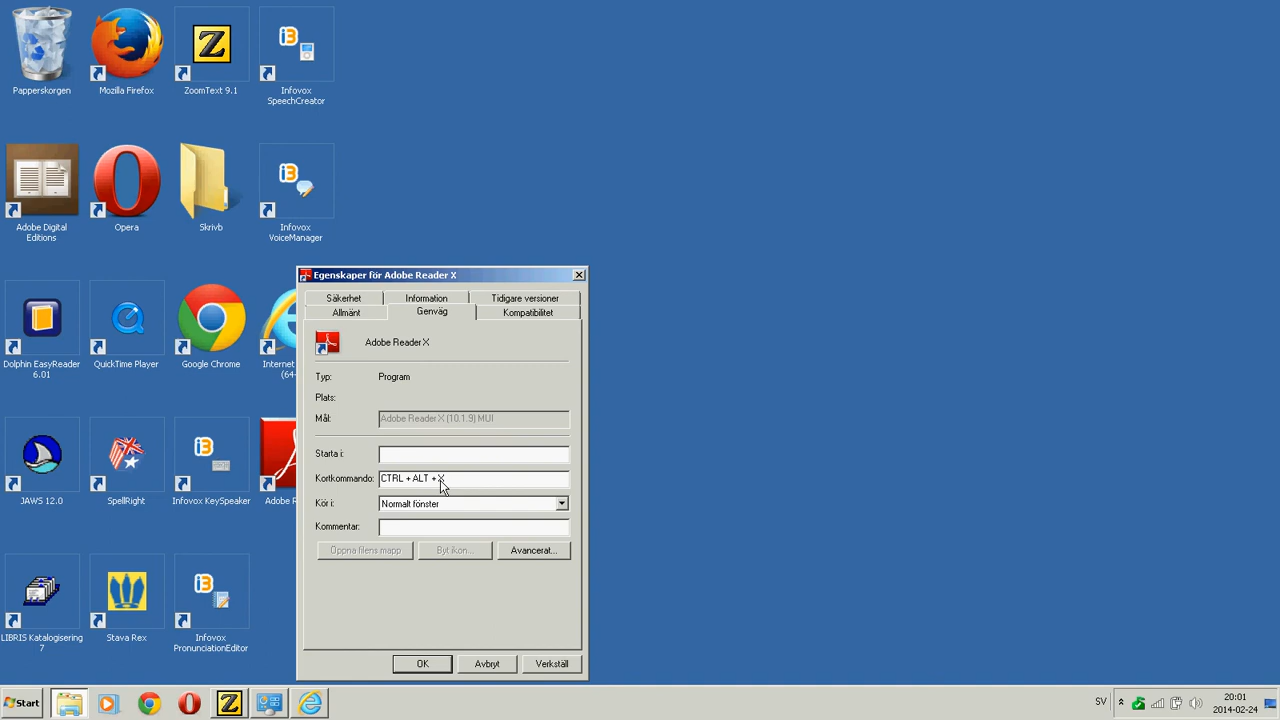 Papperskorgen
Mozilla Firefox
ZoomText 9.1
Infovox
SpeechCreator
Adobe Digital
Editions
Opera
Skrivb
Infovox
VoiceManager
Dolphin EasyReader
6.01
QuickTime Player
Google Chrome
Internet
(64-
JAWS 12.0
SpellRight
Infovox KeySpeaker
Adobe R
LIBRIS Katalogisering
7
Stava Rex
Infovox
PronunciationEditor
Egenskaper för Adobe Reader X
Säkerhet
Information
Tidigare versioner
Allmänt
Genväg
Kompatibilitet
Adobe Reader X
Typ: Program
Plats:
Mål: Adobe Reader X (10.1.9) MUI
Starta i:
Kortkommando: CTRL + ALT + X
Kör i: Normalt fönster
Kommentar:
Öppna filens mapp
Byt ikon...
Avancerat...
OK
Avbryt
Verkställ
Start
SV
20:01
2014-02-24